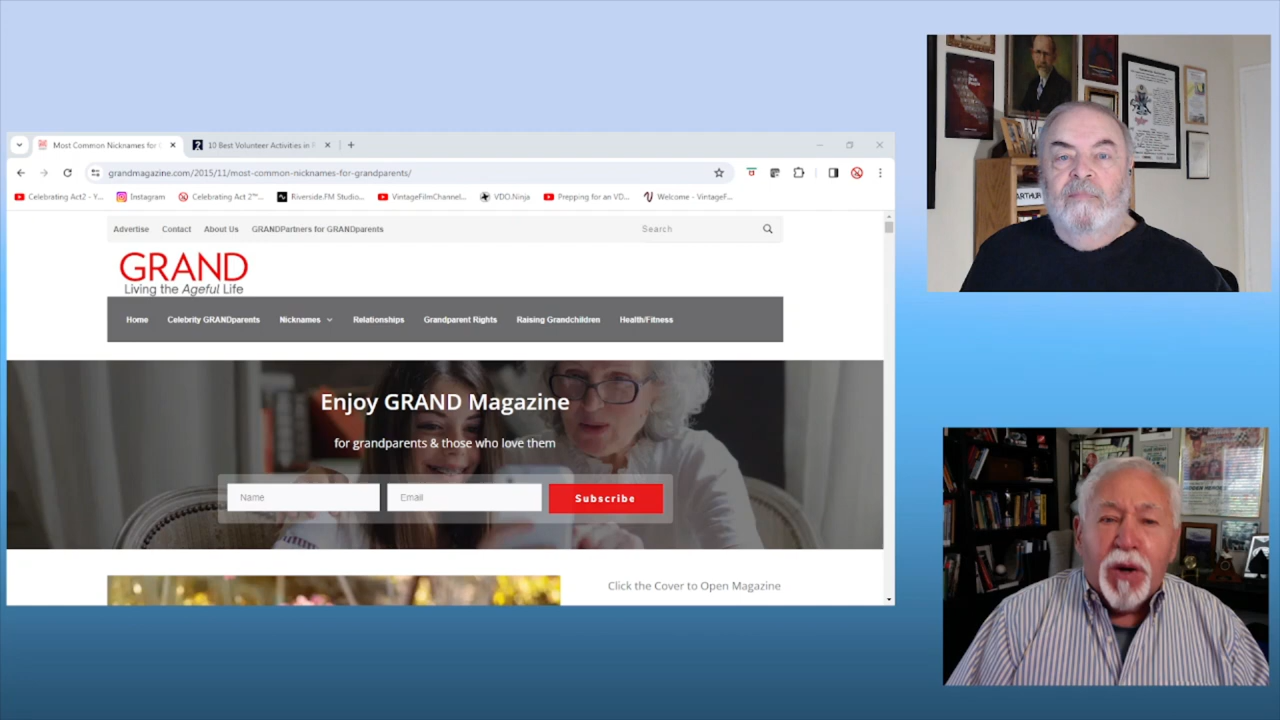 Most Common Nicknames for G
10 Best Volunteer Activities in
grandmagazine.com/2015/11/most-common-nicknames-for-grandparents/
Celebrating Act2 - Y...
Instagram
Celebrating Act 2™...
Riverside.FM Studio...
VintageFilmChannel...
VDO.Ninja
Prepping for an VD...
Welcome - VintageF...
Advertise
Contact
About Us
GRANDPartners for GRANDparents
Search
GRAND
Living the Ageful Life
Home
Celebrity GRANDparents
Nicknames
Relationships
Grandparent Rights
Raising Grandchildren
Health/Fitness
Enjoy GRAND Magazine
for grandparents & those who love them
Name
Email
Subscribe
Click the Cover to Open Magazine
ARTHUR